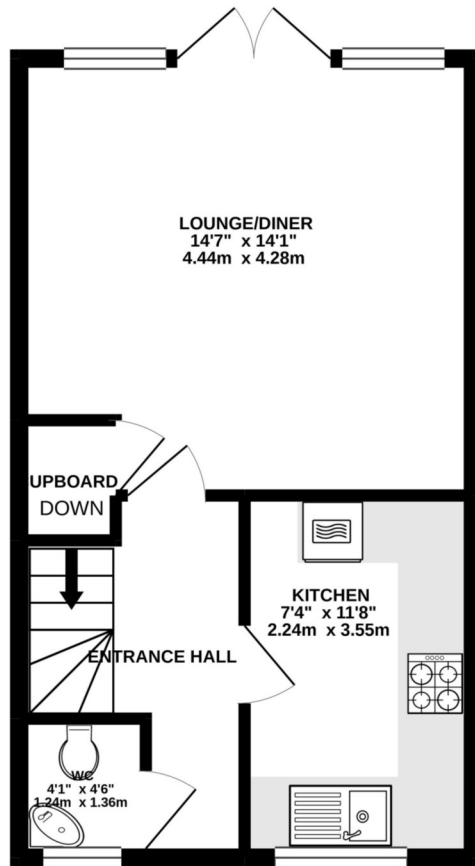 LOUNGE/DINER
14'7" x 14'1"
4.44m x 4.28m
UPBOARD
DOWN
KITCHEN
7'4" x 11'8"
2.24m x 3.55m
ENTRANCE HALL
WC
4'1" x 4'6"
1.24m x 1.36m